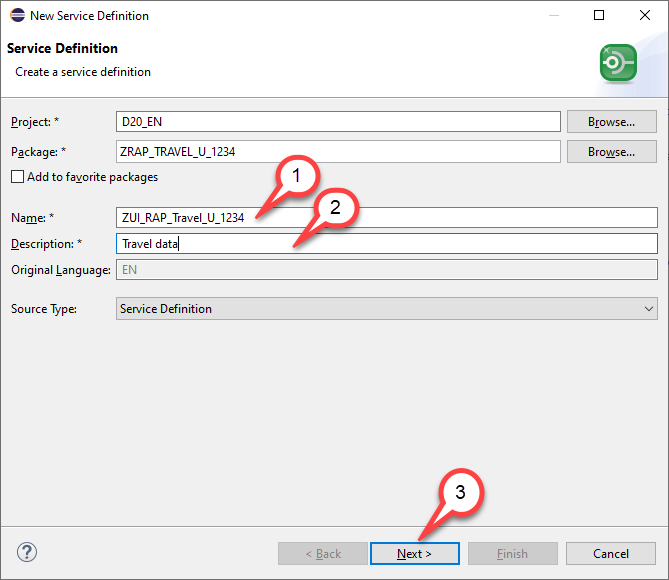 New Service Definition
Service Definition
Create a service definition
Project: * D20_EN Browse...
Package: * ZRAP_TRAVEL_U_1234 Browse...
Add to favorite packages
1
Name: * ZUI_RAP_Travel_U_1234
2
Description: * Travel data
Original Language: EN
Source Type: Service Definition
3
? < Back Next > Finish Cancel